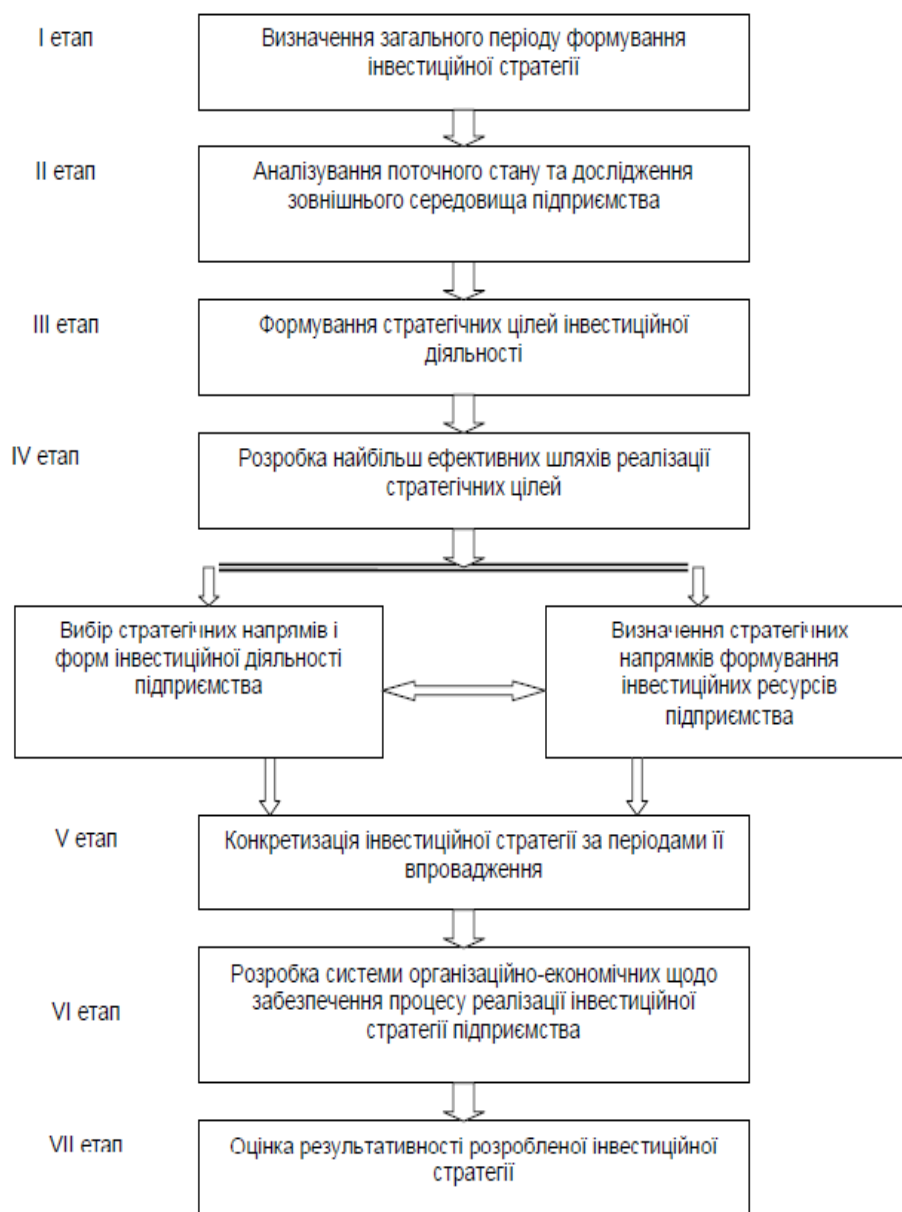 I етап
Визначення загального періоду формування
інвестиційної стратегії
II етап
Аналізування поточного стану та дослідження
зовнішнього середовища підприємства
III етап
Формування стратегічних цілей інвестиційної
діяльності
IV етап
Розробка найбільш ефективних шляхів реалізації
стратегічних цілей
Вибір стратегічних напрямів і
форм інвестиційної діяльності
підприємства
Визначення стратегічних
напрямків формування
інвестиційних ресурсів
підприємства
V етап
Конкретизація інвестиційної стратегії за періодами її
впровадження
VI етап
Розробка системи організаційно-економічних щодо
забезпечення процесу реалізації інвестиційної
стратегії підприємства
VII етап
Оцінка результативності розробленої інвестиційної
стратегії